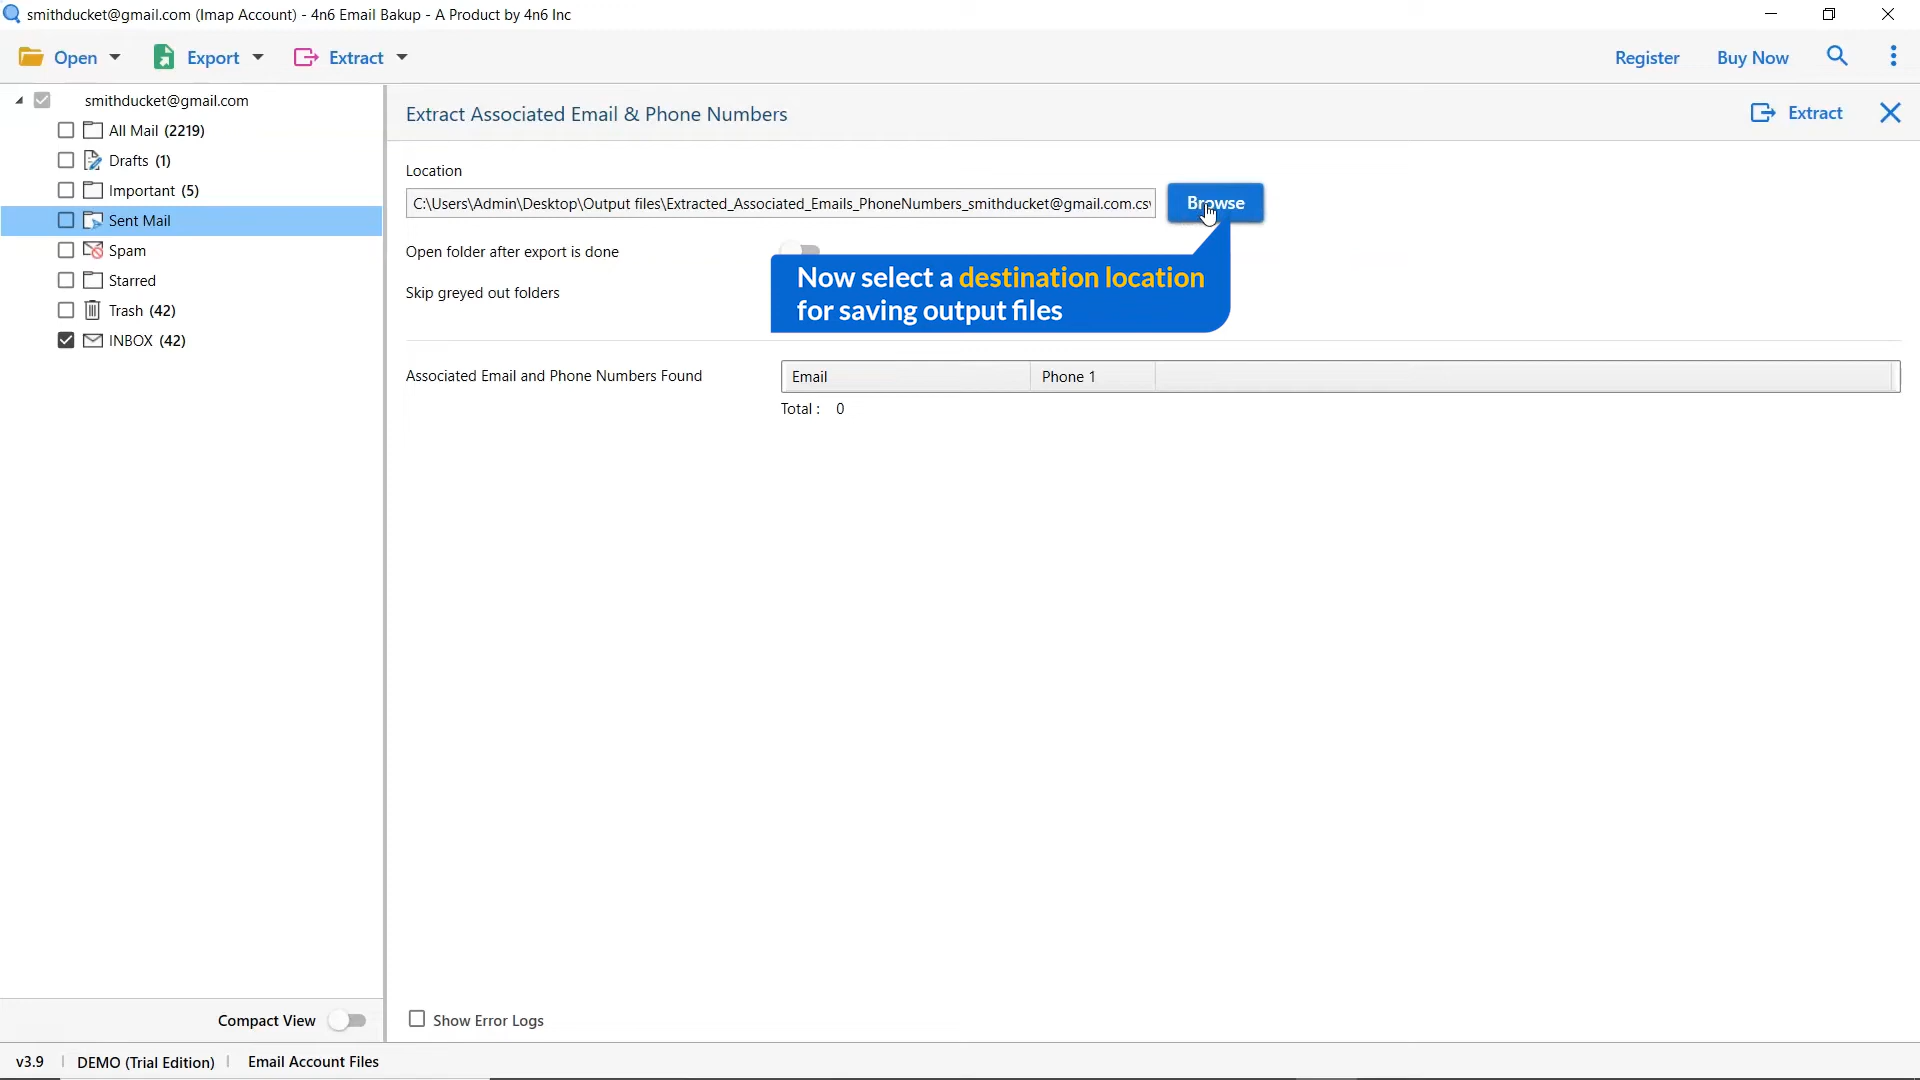 smithducket@gmail.com (Imap Account) - 4n6 Email Bakup - A Product by 4n6 Inc
Open
Export
Extract
Register
Buy Now
smithducket@gmail.com
All Mail (2219)
Drafts (1)
Important (5)
Sent Mail
Spam
Starred
Trash (42)
INBOX (42)
Compact View
Extract Associated Email & Phone Numbers
Extract
Location
C:\Users\Admin\Desktop\Output files\Extracted_Associated_Emails_PhoneNumbers_smithducket@gmail.com.csv
Browse
Open folder after export is done
Now select a destination location
for saving output files
Skip greyed out folders
Associated Email and Phone Numbers Found
Email
Phone 1
Total : 0
Show Error Logs
v3.9
DEMO (Trial Edition)
Email Account Files